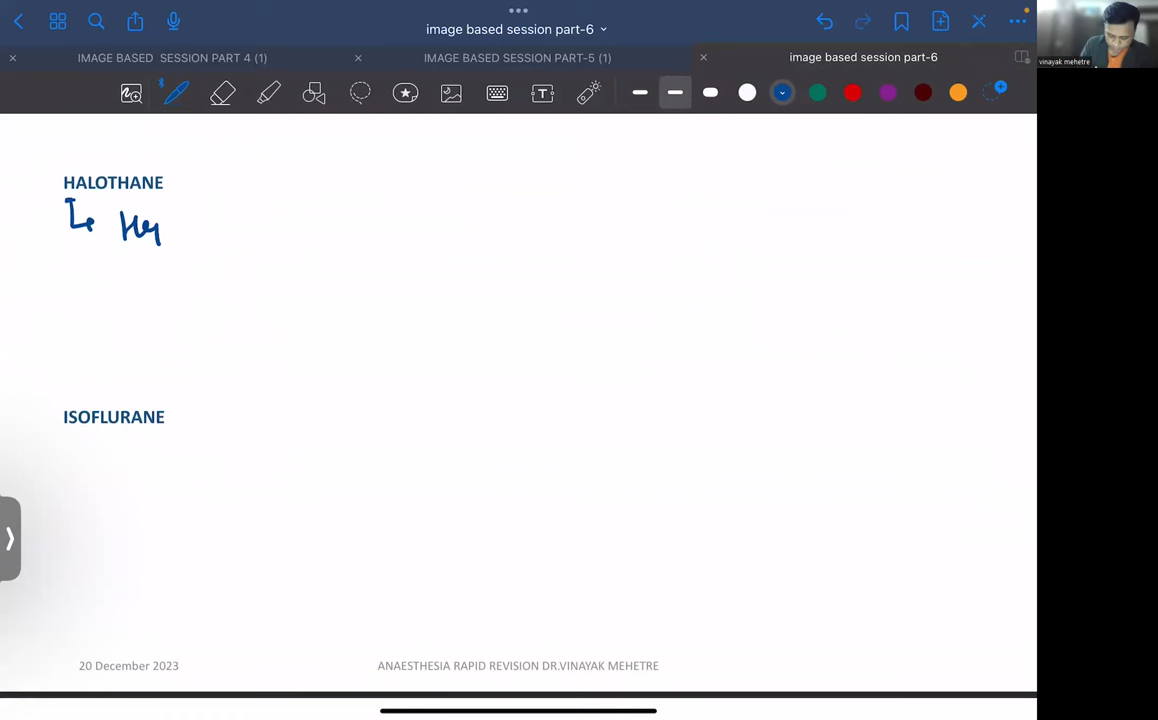 image based session part-6
IMAGE BASED SESSION PART 4 (1)
IMAGE BASED SESSION PART-5 (1)
image based session part-6
vinayak mehetre
T
HALOTHANE
ISOFLURANE
20 December 2023
ANAESTHESIA RAPID REVISION DR.VINAYAK MEHETRE